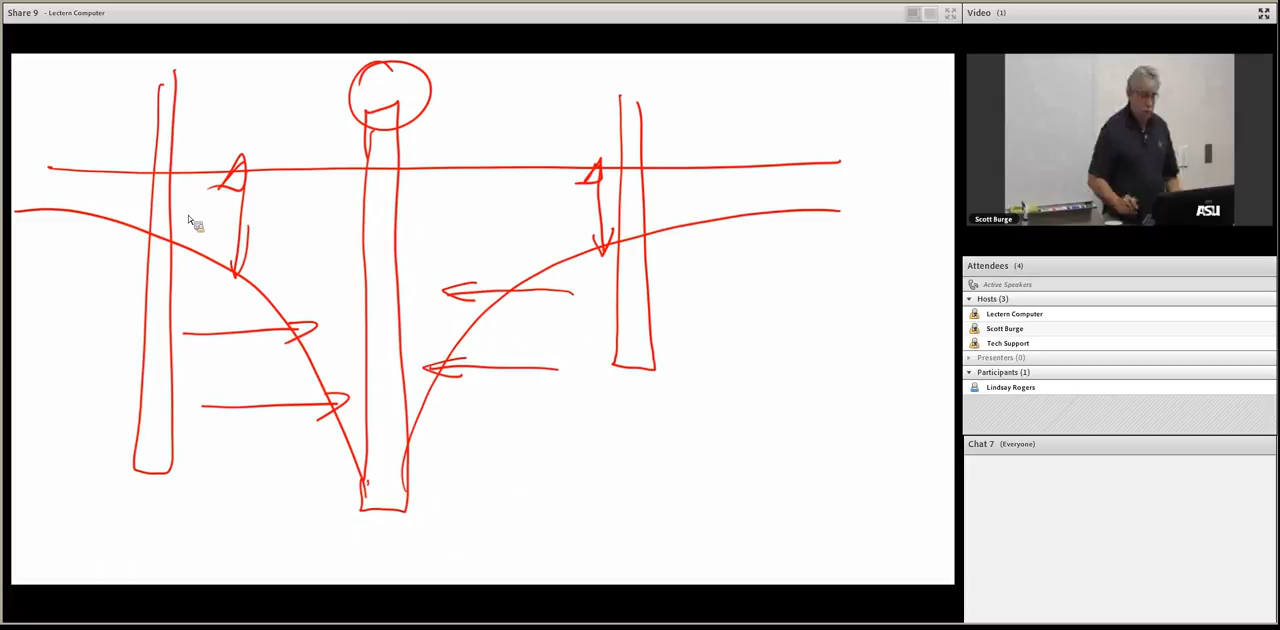 Share 9 - Lectern Computer
Video (1)
Scott Burge
ASU
Attendees (4)
Active Speakers
Hosts (3)
Lectern Computer
Scott Burge
Tech Support
Presenters (0)
Participants (1)
Lindsay Rogers
Chat 7 (Everyone)